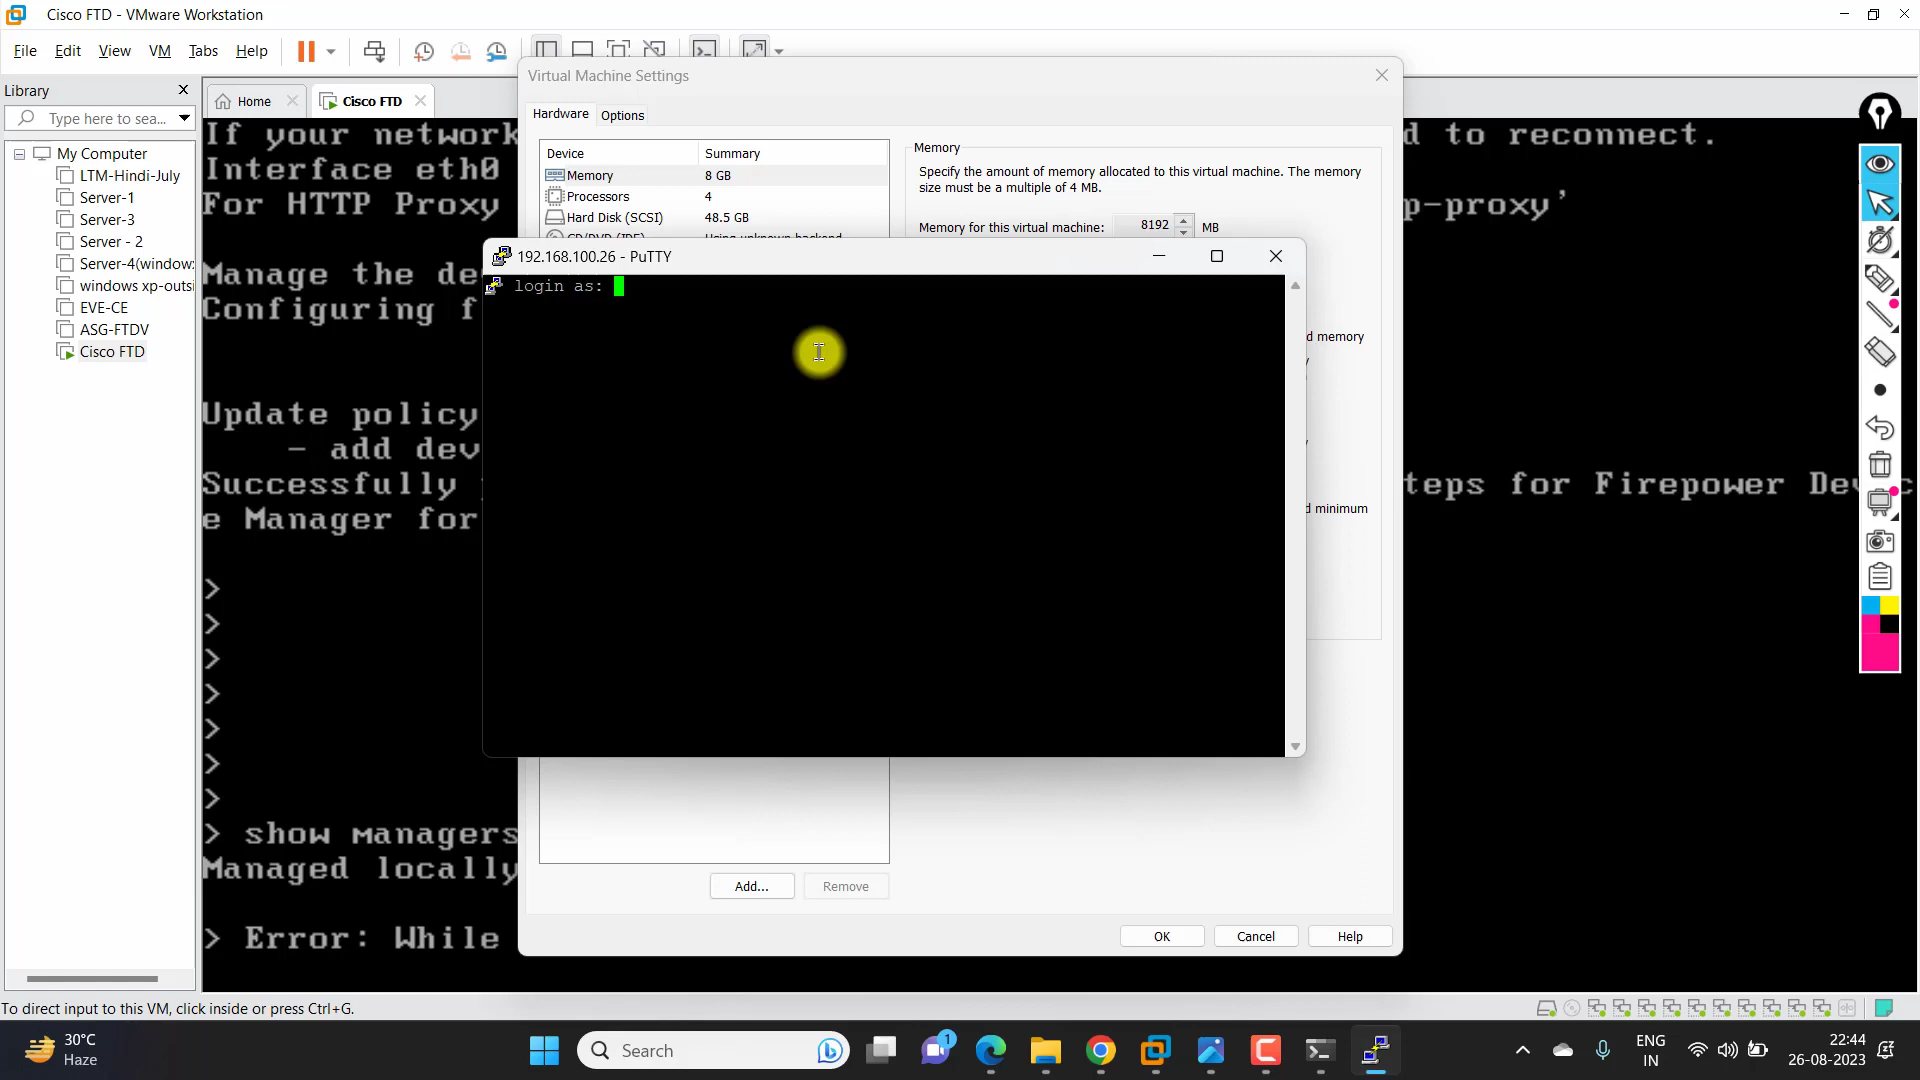 Cisco FTD - VMware Workstation
File Edit View VM Tabs Help
Library
Type here to sea...
My Computer
LTM-Hindi-July
Server-1
Server-3
Server - 2
Server-4(window:
windows xp-outsi
EVE-CE
ASG-FTDV
Cisco FTD
Home
Cisco FTD
If your network
d to reconnect.
Interface eth0
For HTTP Proxy
p-proxy'
Manage the de
Configuring f
Update policy
- add dev
Successfully
teps for Firepower Devic
e Manager for
>
>
>
>
>
>
>
> show managers
Managed locally
> Error: While
Virtual Machine Settings
Hardware Options
Device Summary
Memory 8 GB
Processors 4
Hard Disk (SCSI) 48.5 GB
Memory
Specify the amount of memory allocated to this virtual machine. The memory
size must be a multiple of 4 MB.
Memory for this virtual machine: 8192 MB
d memory
d minimum
192.168.100.26 - PuTTY
login as:
Add... Remove
OK Cancel Help
To direct input to this VM, click inside or press Ctrl+G.
30°C
Haze
Search
1
ENG
IN
22:44
26-08-2023